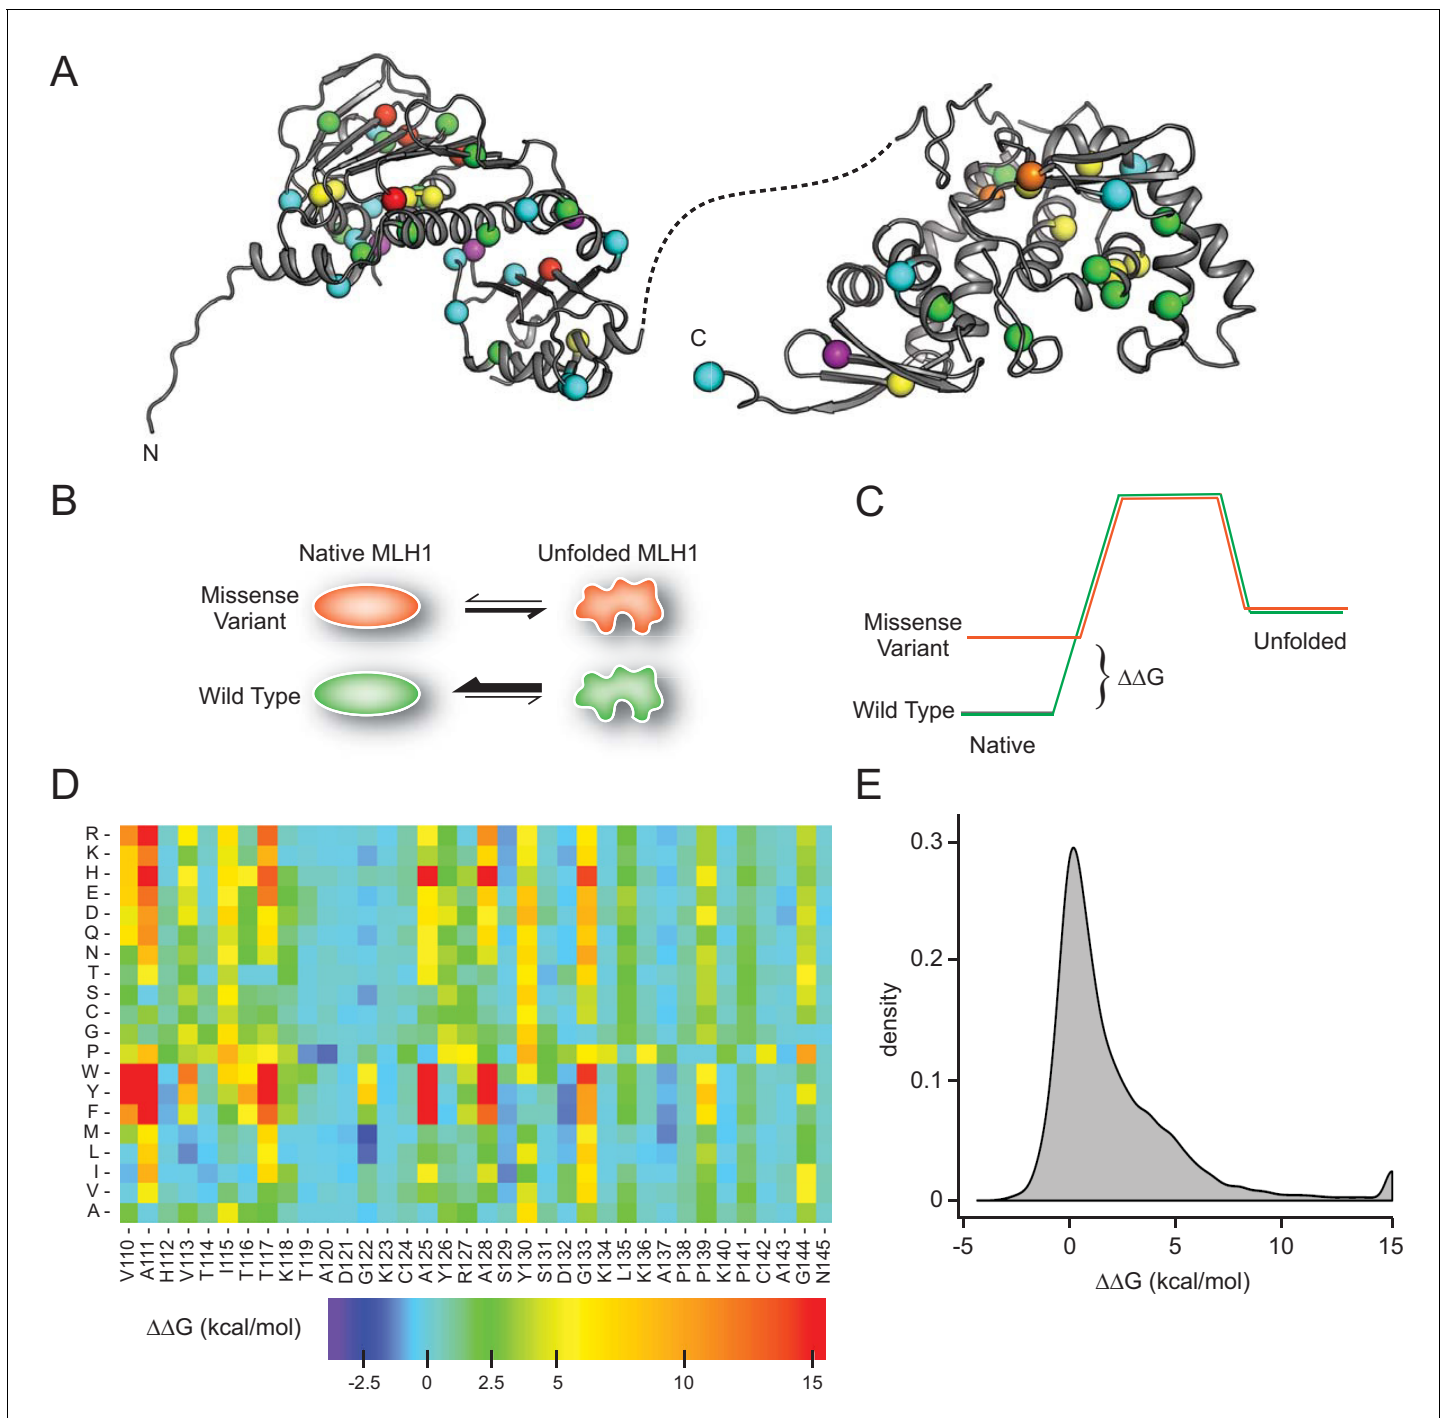 A
N
C
B
Native MLH1
Unfolded MLH1
Missense
Variant
Wild Type
C
Missense
Variant
Wild Type
Native
Unfolded
ΔΔG
D
R -
K -
H -
E -
D -
Q -
N -
T -
S -
C -
G -
P -
W -
Y -
F -
M -
L -
I -
V -
A -
V110 -
A111 -
H112 -
V113 -
T114 -
I115 -
T116 -
T117 -
K118 -
T119 -
A120 -
D121 -
G122 -
K123 -
C124 -
A125 -
Y126 -
R127 -
A128 -
S129 -
Y130 -
S131 -
D132 -
G133 -
K134 -
L135 -
K136 -
A137 -
P138 -
P139 -
K140 -
P141 -
C142 -
A143 -
G144 -
N145 -
ΔΔG (kcal/mol)
-2.5 0 2.5 5 10 15
E
density
0.3
0.2
0.1
0
-5 0 5 10 15
ΔΔG (kcal/mol)